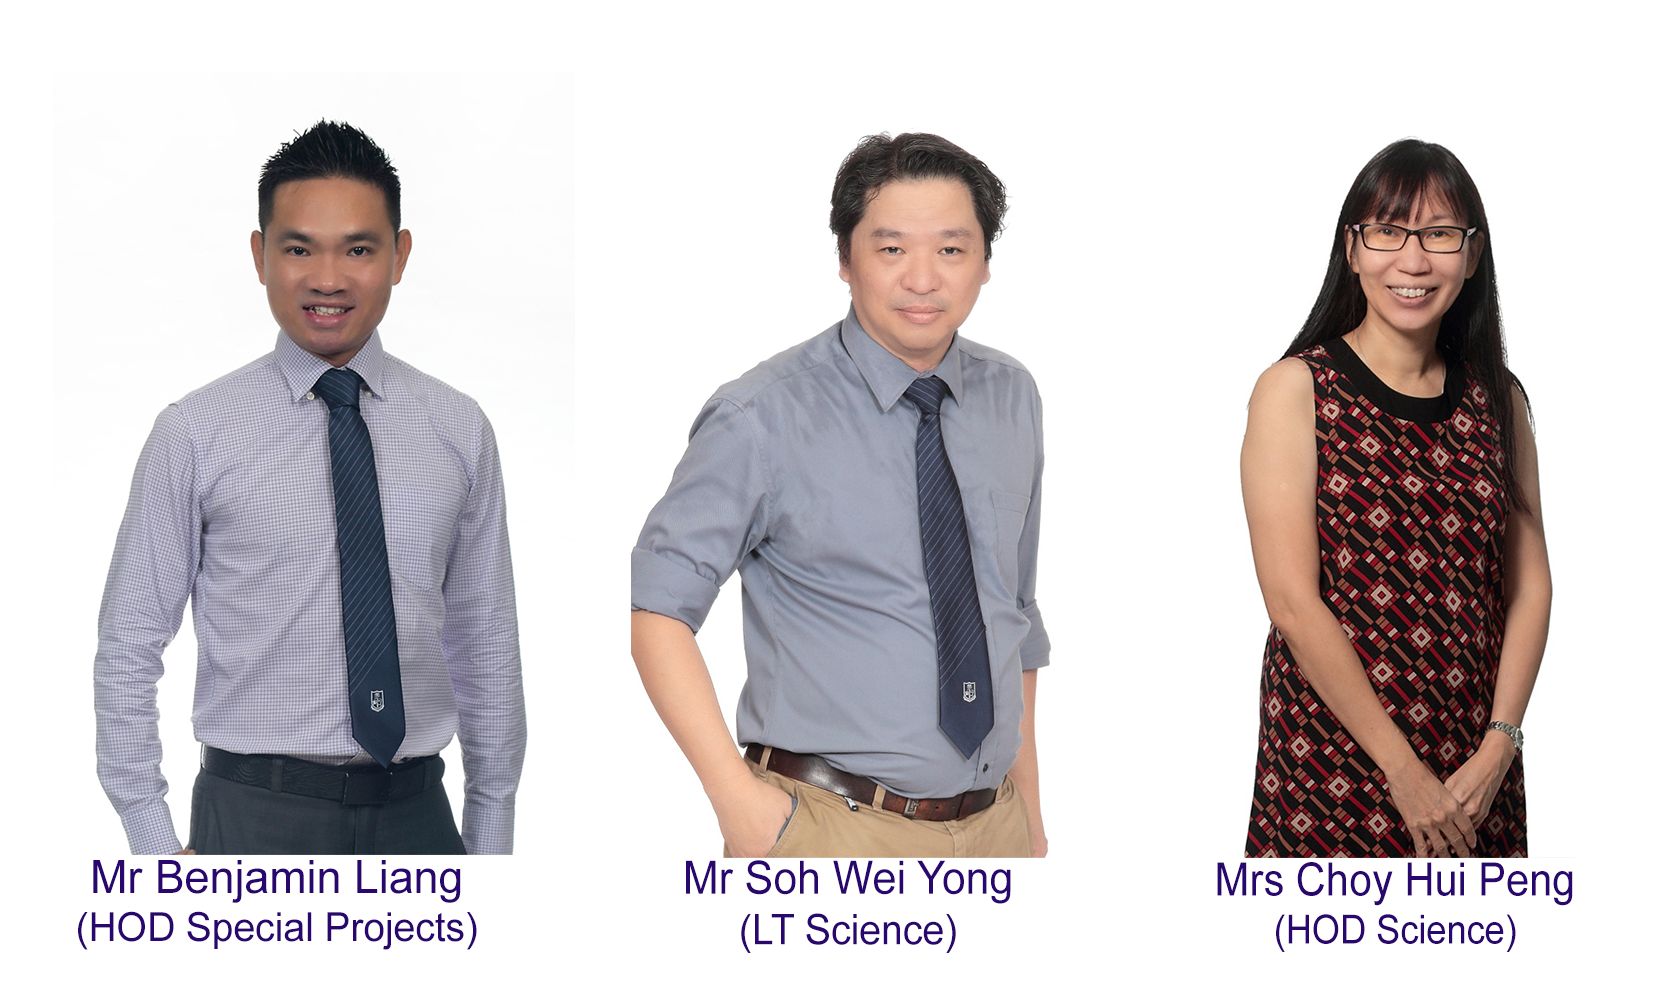 Mr Benjamin Liang
(HOD Special Projects)
Mr Soh Wei Yong
(LT Science)
Mrs Choy Hui Peng
(HOD Science)